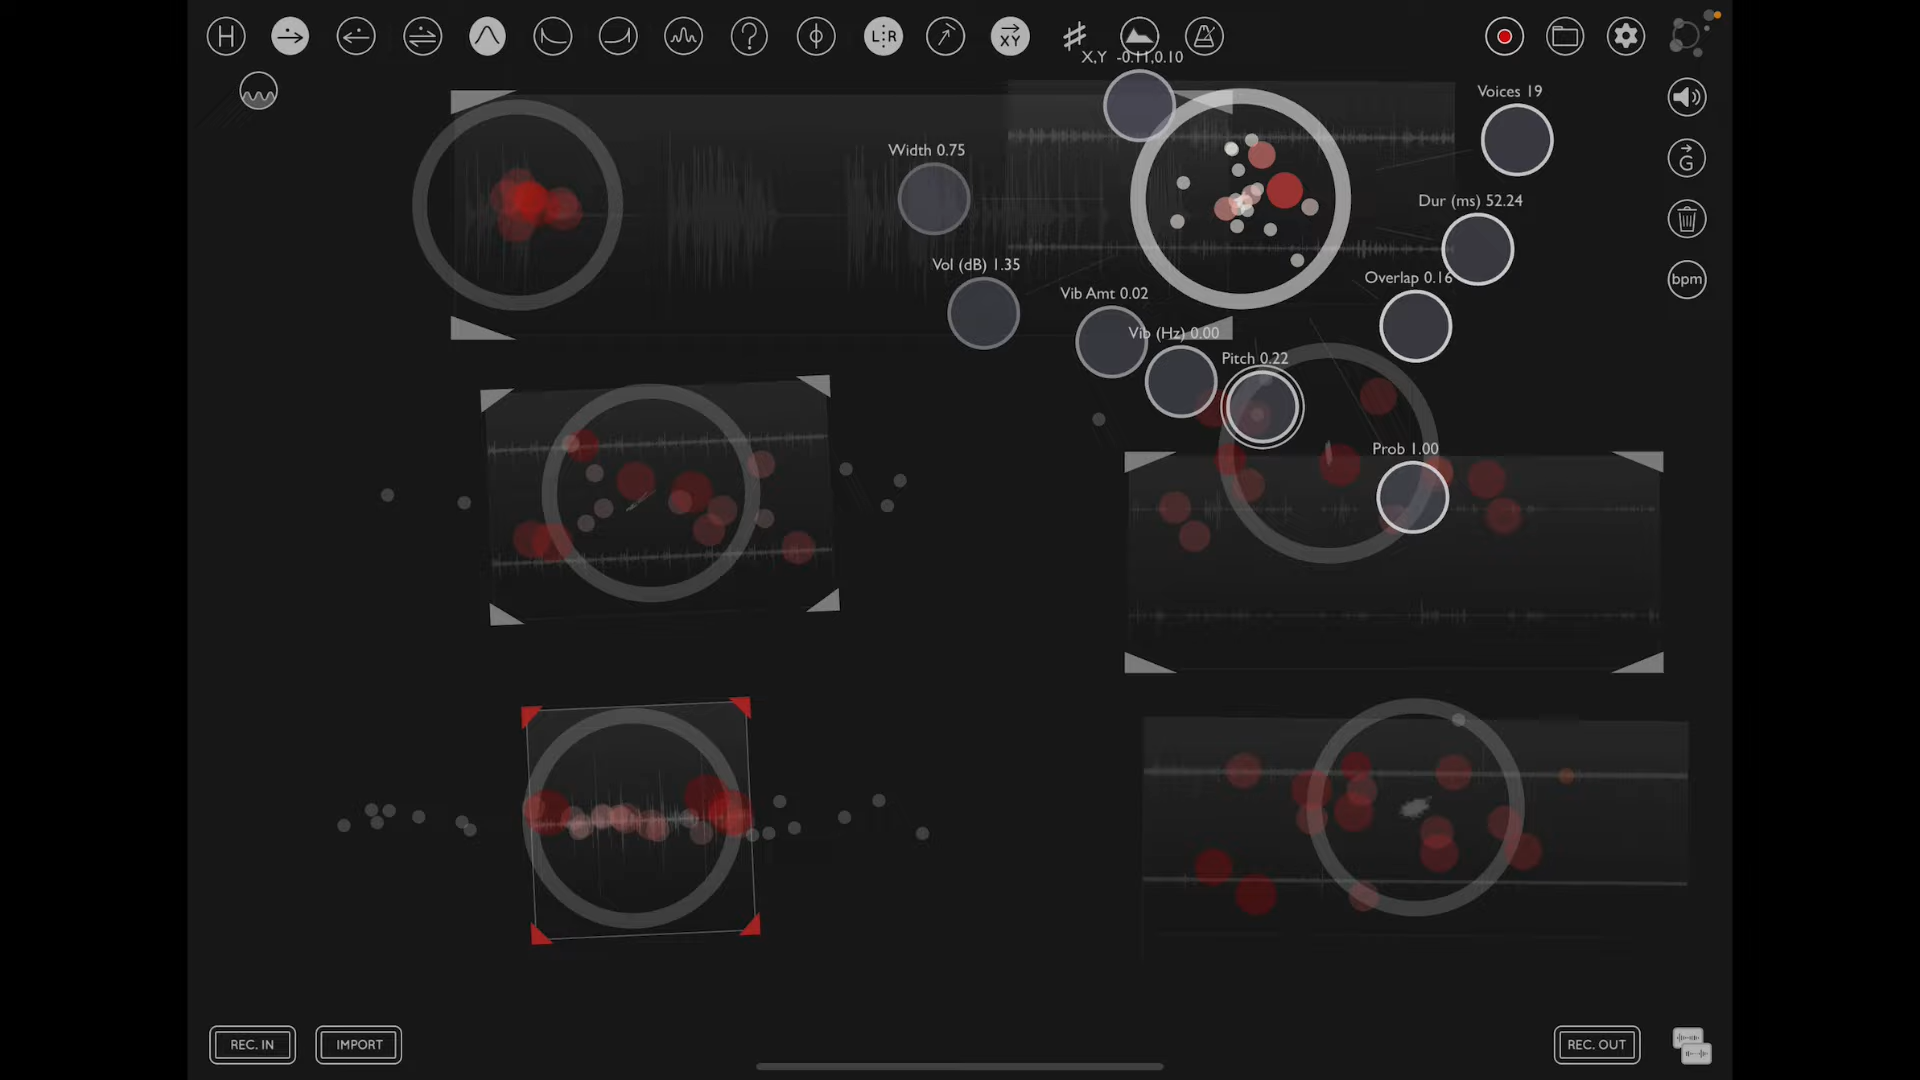 H
?
L:R
XY
X,Y -0.11,0.10
Voices 19
Width 0.75
G
Dur (ms) 52.24
Vol (dB) 1.35
Overlap 0.16
bpm
Vib Amt 0.02
Vib (Hz) 0.00
Pitch 0.22
Prob 1.00
REC. IN
IMPORT
REC. OUT